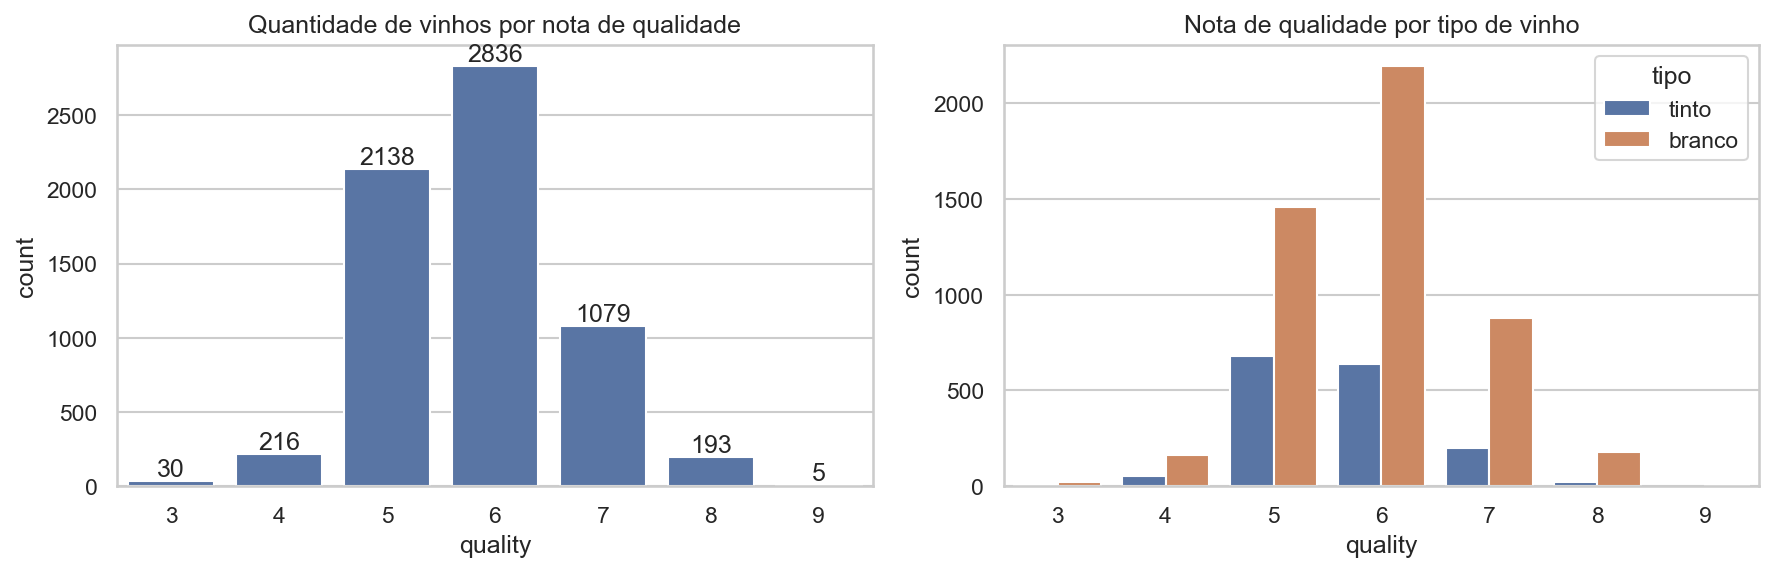 Quantidade de vinhos por nota de qualidade
2836
2138
1079
216
193
30
5
2500
2000
1500
1000
500
0
count
3 4 5 6 7 8 9
quality
Nota de qualidade por tipo de vinho
tipo
tinto
branco
2000
1500
1000
500
0
count
3 4 5 6 7 8 9
quality